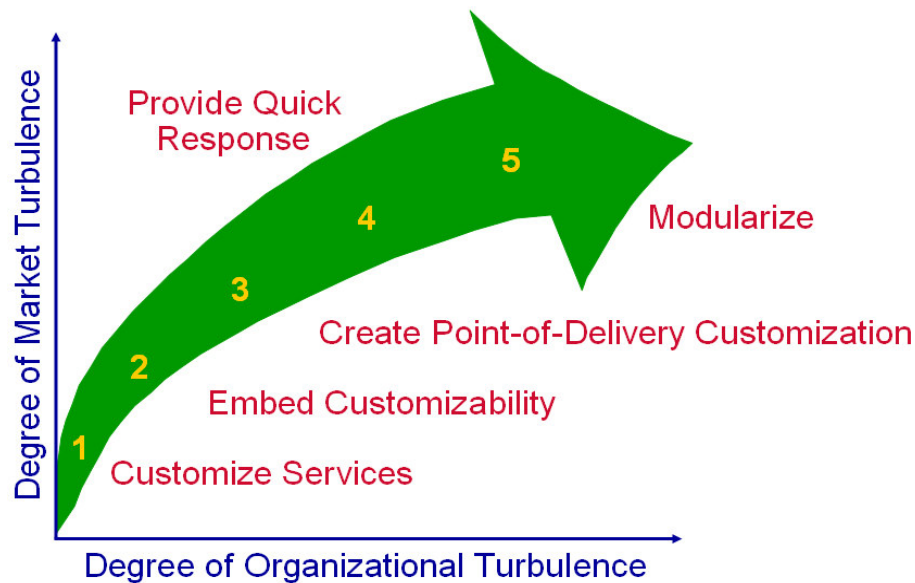 Degree of Market Turbulence
Provide Quick
Response
5
4
Modularize
3
Create Point-of-Delivery Customization
2
Embed Customizability
1
Customize Services
Degree of Organizational Turbulence